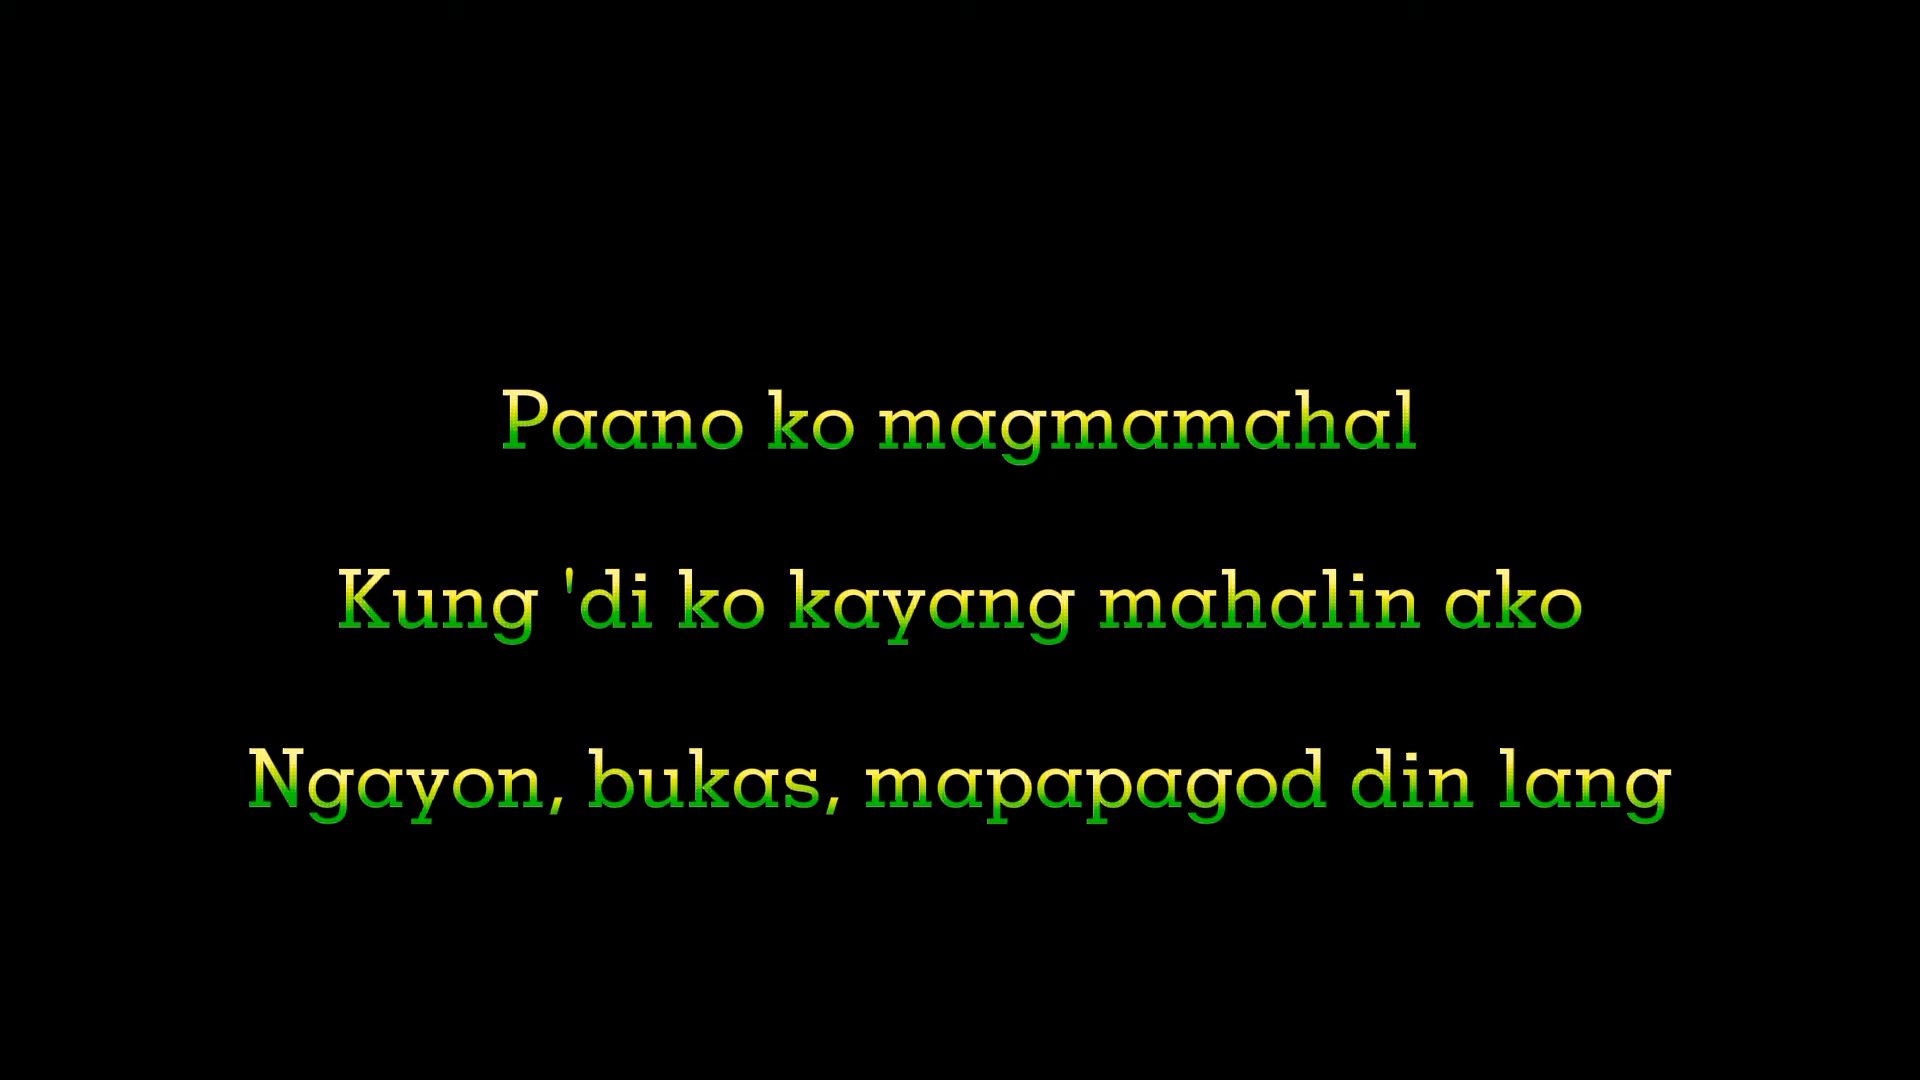 Paano ko magmamahal
Kung 'di ko kayang mahalin ako
Ngayon, bukas, mapapagod din lang